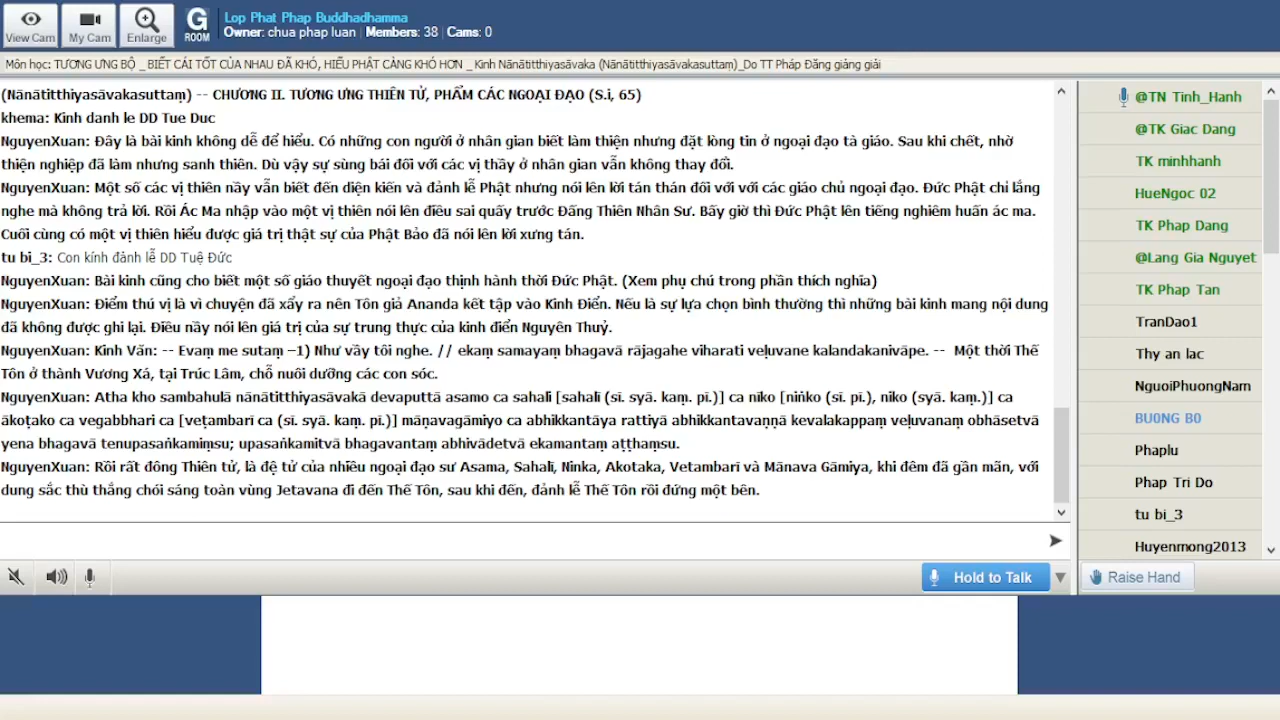 View Cam
My Cam
Enlarge
G
ROOM
Lop Phat Phap Buddhadhamma
Owner: chua phap luan | Members: 38 | Cams: 0
Môn học: TƯƠNG ƯNG BỘ _ BIẾT CÁI TỐT CỦA NHAU ĐÃ KHÓ, HIỂU PHẬT CÀNG KHÓ HƠN _Kinh Nānātitthiyasāvaka (Nānātitthiyasāvakasuttaṃ)_Do TT Pháp Đăng giảng giải
(Nānātitthiyasāvakasuttaṃ) -- CHƯƠNG II. TƯƠNG ƯNG THIÊN TỬ, PHẨM CÁC NGOẠI ĐẠO (S.i, 65)
khema: Kinh danh le DD Tue Duc
NguyenXuan: Đây là bài kinh không dễ để hiểu. Có những con người ở nhân gian biết làm thiện nhưng đặt lòng tin ở ngoại đạo tà giáo. Sau khi chết, nhờ
thiện nghiệp đã làm nhưng sanh thiên. Dù vậy sự sùng bái đối với các vị thầy ở nhân gian vẫn không thay đổi.
NguyenXuan: Một số các vị thiên nầy vẫn biết đến diện kiến và đảnh lễ Phật nhưng nói lên lời tán thán đối với với các giáo chủ ngoại đạo. Đức Phật chỉ lắng
nghe mà không trả lời. Rồi Ác Ma nhập vào một vị thiên nói lên điều sai quấy trước Đấng Thiên Nhân Sư. Bấy giờ thì Đức Phật lên tiếng nghiêm huấn ác ma.
Cuối cùng có một vị thiên hiểu được giá trị thật sự của Phật Bảo đã nói lên lời xưng tán.
tu bi_3: Con kính đảnh lễ DD Tuệ Đức
NguyenXuan: Bài kinh cũng cho biết một số giáo thuyết ngoại đạo thịnh hành thời Đức Phật. (Xem phụ chú trong phần thích nghĩa)
NguyenXuan: Điểm thú vị là vì chuyện đã xẩy ra nên Tôn giả Ananda kết tập vào Kinh Điển. Nếu là sự lựa chọn bình thường thì những bài kinh mang nội dung
đã không được ghi lại. Điều nầy nói lên giá trị của sự trung thực của kinh điển Nguyên Thuỷ.
NguyenXuan: Kinh Văn: -- Evaṃ me sutaṃ –1) Như vầy tôi nghe. // ekaṃ samayaṃ bhagavā rājagahe viharati veḷuvane kalandakanivāpe. -- Một thời Thế
Tôn ở thành Vương Xá, tại Trúc Lâm, chỗ nuôi dưỡng các con sóc.
NguyenXuan: Atha kho sambahulā nānātitthiyasāvakā devaputtā asamo ca sahali [sahalī (sī. syā. kaṃ. pī.)] ca niko [niṅko (sī. pī.), niko (syā. kaṃ.)] ca
ākoṭako ca vegabbhari ca [veṭambarī ca (sī. syā. kaṃ. pī.)] māṇavagāmiyo ca abhikkantāya rattiyā abhikkantavaṇṇā kevalakappaṃ veḷuvanaṃ obhāsetvā
yena bhagavā tenupasaṅkamiṃsu; upasaṅkamitvā bhagavantaṃ abhivādetvā ekamantaṃ aṭṭhaṃsu.
NguyenXuan: Rồi rất đông Thiên tử, là đệ tử của nhiều ngoại đạo sư Asama, Sahalī, Ninka, Akotaka, Vetambarī và Mānava Gāmiya, khi đêm đã gần mãn, với
dung sắc thù thắng chói sáng toàn vùng Jetavana đi đến Thế Tôn, sau khi đến, đảnh lễ Thế Tôn rồi đứng một bên.
@TN Tinh_Hanh
@TK Giac Dang
TK minhhanh
HueNgoc 02
TK Phap Dang
@Lang Gia Nguyet
TK Phap Tan
TranDao1
Thy an lac
NguoiPhuongNam
BU0NG B0
Phaplu
Phap Tri Do
tu bi_3
Huyenmong2013
Hold to Talk
Raise Hand